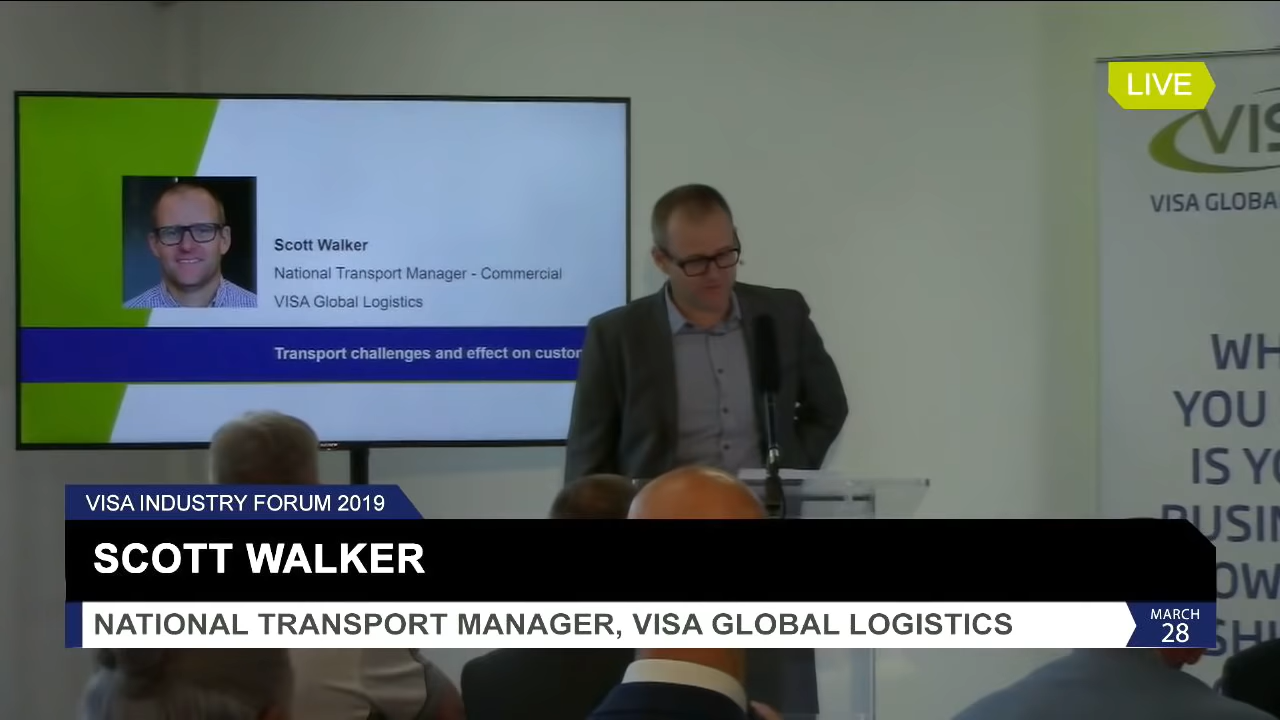 LIVE
VIS
VISA GLOBA
Scott Walker
National Transport Manager - Commercial
VISA Global Logistics
Transport challenges and effect on custo
WH
YOU
IS YO
BUSIN
OW
SHI
VISA INDUSTRY FORUM 2019
SCOTT WALKER
NATIONAL TRANSPORT MANAGER, VISA GLOBAL LOGISTICS
MARCH
28